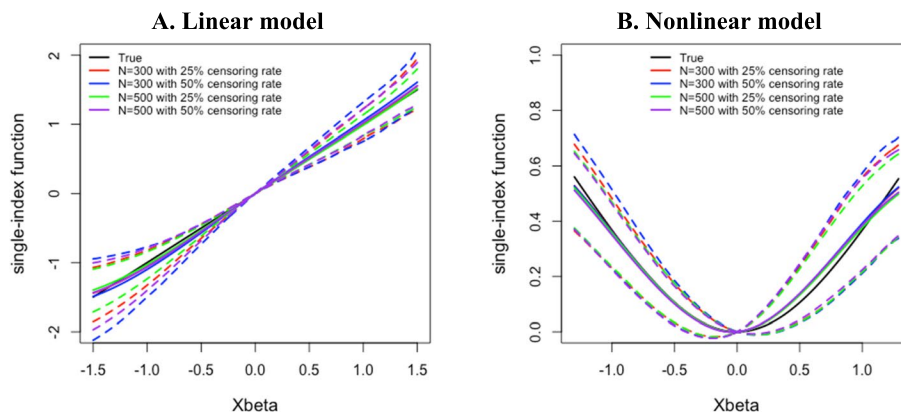 A. Linear model
True
N=300 with 25% censoring rate
N=300 with 50% censoring rate
N=500 with 25% censoring rate
N=500 with 50% censoring rate
single-index function
2
1
0
-1
-2
-1.5 -1.0 -0.5 0.0 0.5 1.0 1.5
Xbeta
B. Nonlinear model
True
N=300 with 25% censoring rate
N=300 with 50% censoring rate
N=500 with 25% censoring rate
N=500 with 50% censoring rate
single-index function
1.0
0.8
0.6
0.4
0.2
0.0
-1.0 -0.5 0.0 0.5 1.0
Xbeta